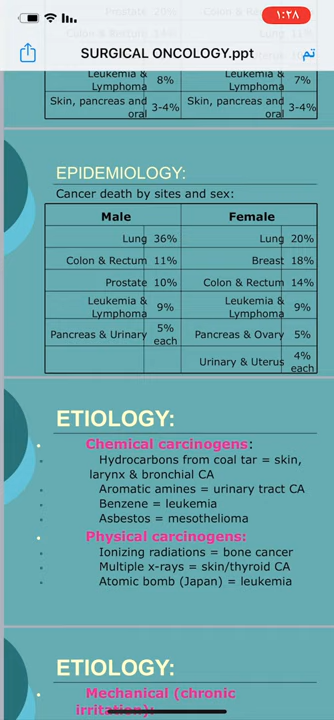 Prostate 20%
١:٢٨
SURGICAL ONCOLOGY.ppt
تم
Leukemia & Lymphoma 8% Leukemia & Lymphoma 7%
Skin, pancreas and oral 3-4% Skin, pancreas and oral 3-4%
EPIDEMIOLOGY:
Cancer death by sites and sex:
Male Female
Lung 36% Lung 20%
Colon & Rectum 11% Breast 18%
Prostate 10% Colon & Rectum 14%
Leukemia & Lymphoma 9% Leukemia & Lymphoma 9%
Pancreas & Urinary 5% each Pancreas & Ovary 5%
Urinary & Uterus 4% each
ETIOLOGY:
Chemical carcinogens:
Hydrocarbons from coal tar = skin,
larynx & bronchial CA
Aromatic amines = urinary tract CA
Benzene = leukemia
Asbestos = mesothelioma
Physical carcinogens:
Ionizing radiations = bone cancer
Multiple x-rays = skin/thyroid CA
Atomic bomb (Japan) = leukemia
ETIOLOGY:
Mechanical (chronic
irritation):